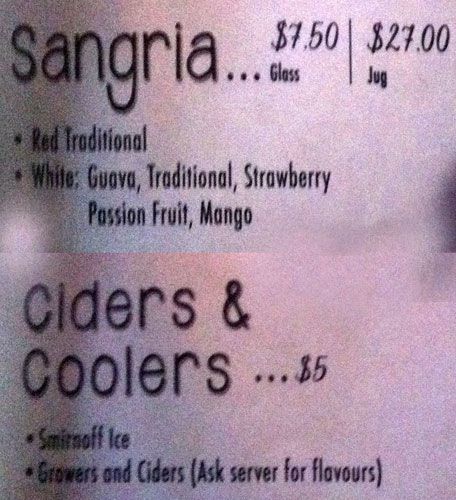 Sangria... $7.50 | $27.00
Glass Jug
• Red Traditional
• White: Guava, Traditional, Strawberry
Passion Fruit, Mango
Ciders &
Coolers ...$5
• Smirnoff Ice
• Growers and Ciders (Ask server for flavours)